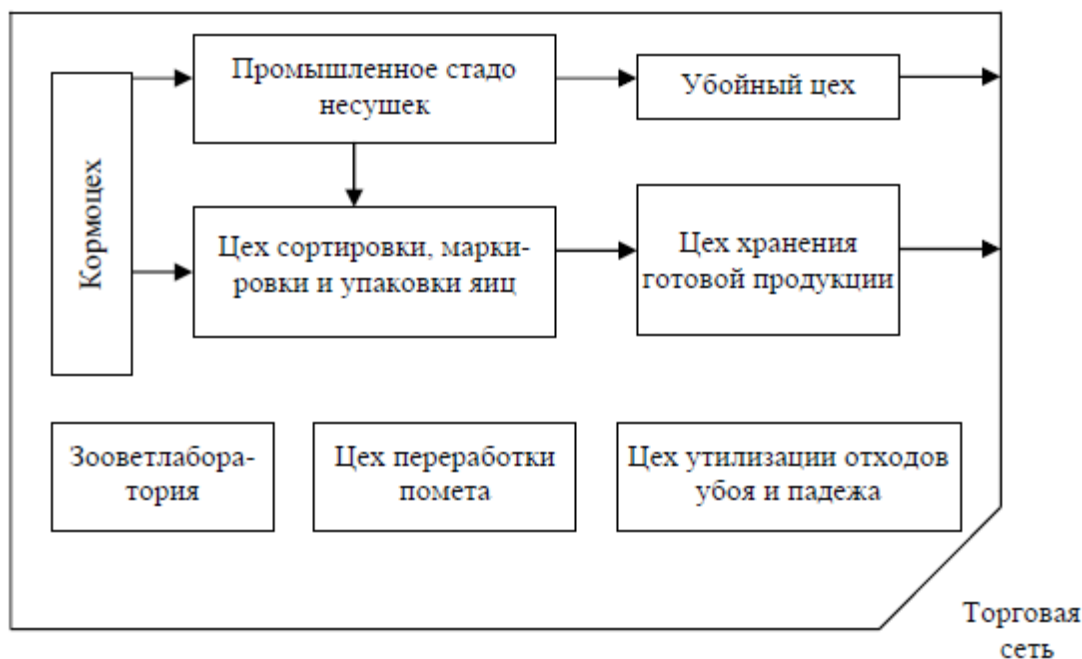 Кормоцех
Промышленное стадо
несушек
Убойный цех
Цех сортировки, марки-
ровки и упаковки яиц
Цех хранения
готовой продукции
Зооветлабора-
тория
Цех переработки
помета
Цех утилизации отходов
убоя и падежа
Торговая
сеть